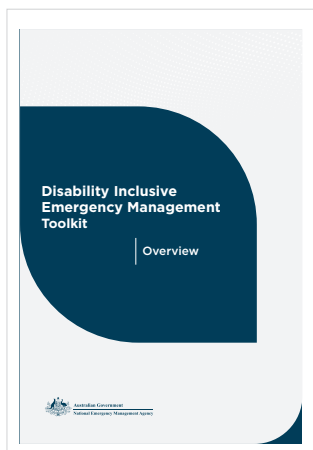 Disability Inclusive
Emergency Management
Toolkit
Overview
Australian Government
National Emergency Management Agency